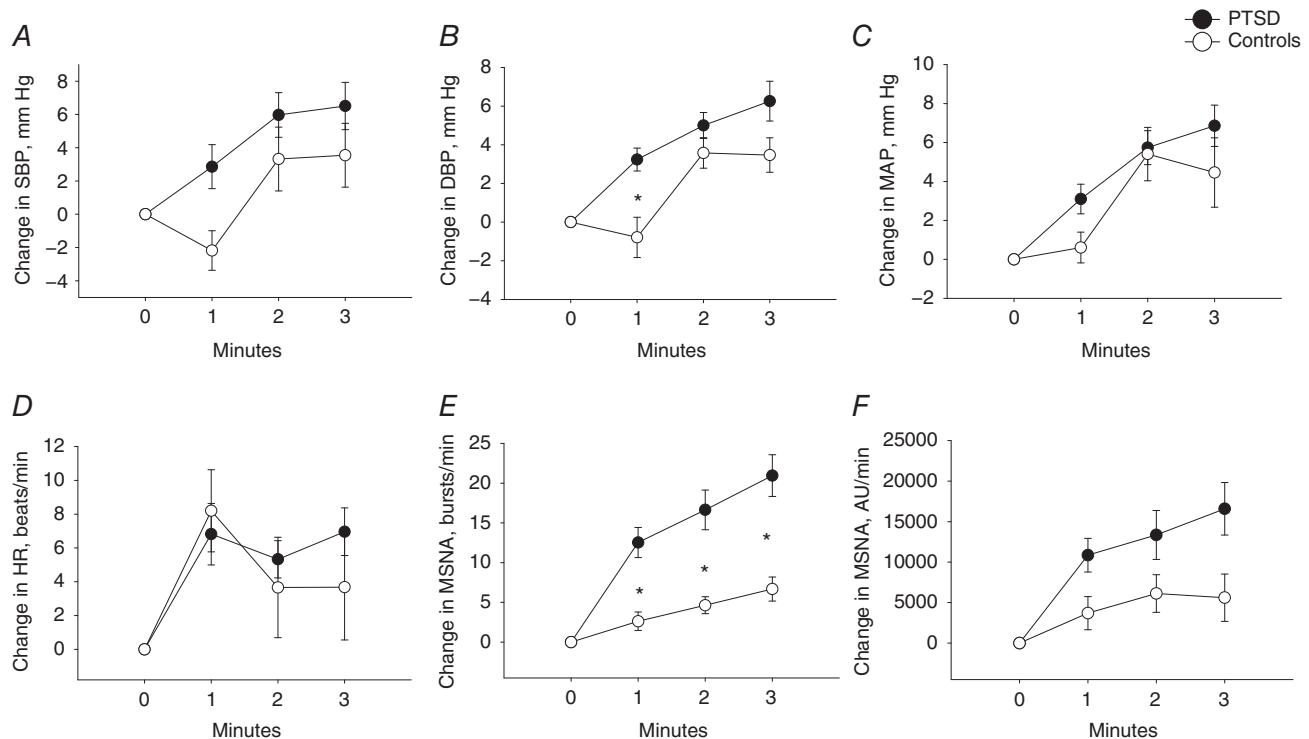 PTSD
Controls
A
Change in SBP, mm Hg
8
6
4
2
0
−2
−4
0 1 2 3
Minutes
B
Change in DBP, mm Hg
8
6
4
2
0
−2
−4
*
0 1 2 3
Minutes
C
Change in MAP, mm Hg
10
8
6
4
2
0
−2
0 1 2 3
Minutes
D
Change in HR, beats/min
12
10
8
6
4
2
0
0 1 2 3
Minutes
E
Change in MSNA, bursts/min
25
20
15
10
5
0
* * *
0 1 2 3
Minutes
F
Change in MSNA, AU/min
25000
20000
15000
10000
5000
0
0 1 2 3
Minutes